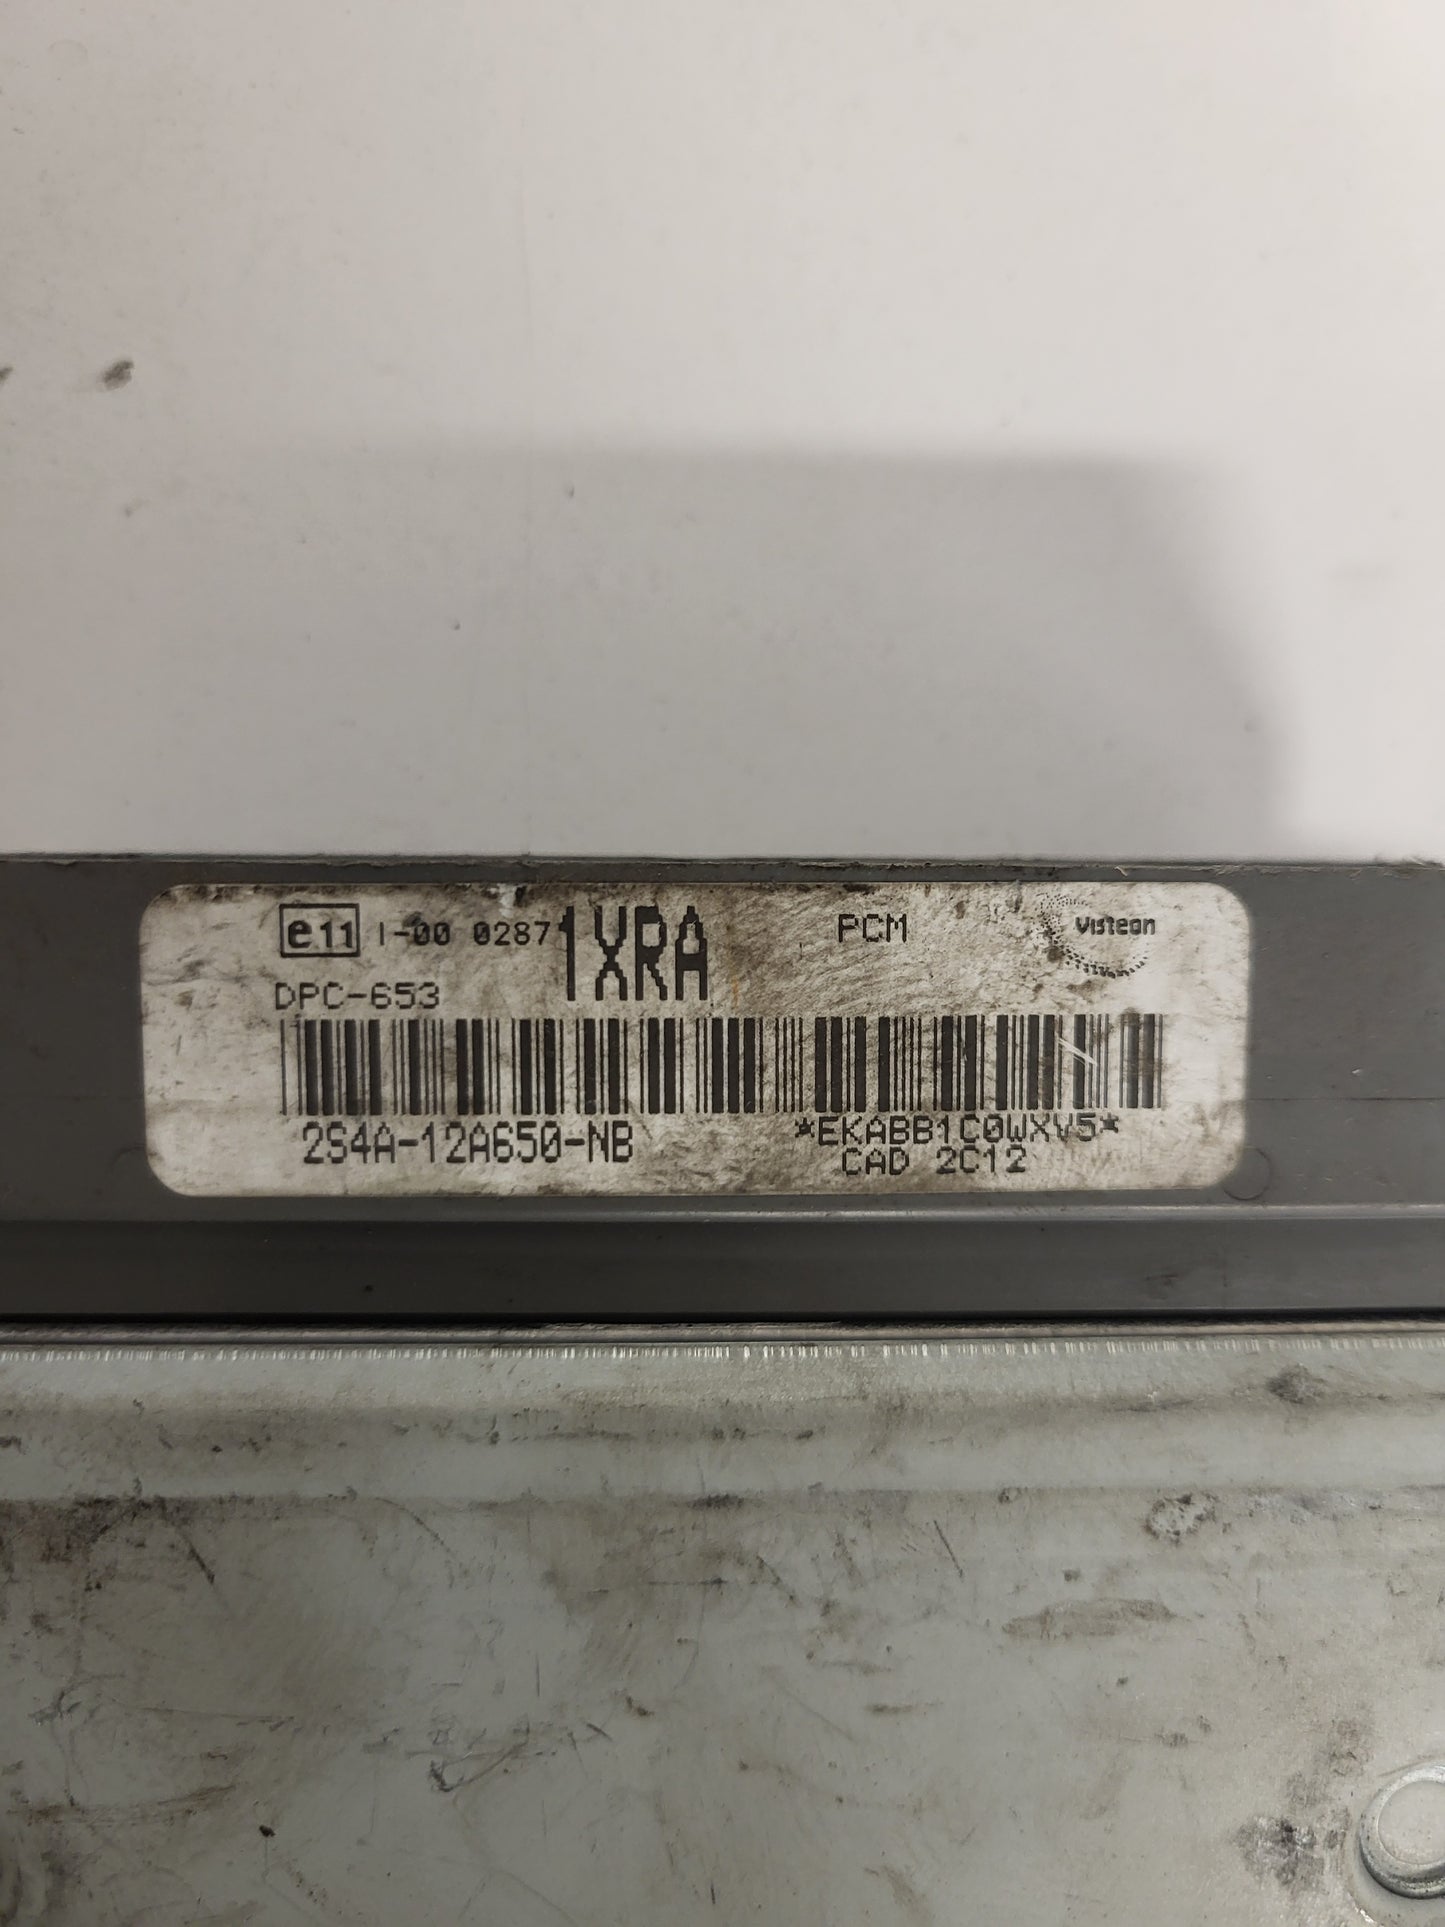 e11 I-00 0287 1XRA PCM Visteon
DPC-653
2S4A-12A650-NB *EKABB1C0WXV5*
CAD 2C12